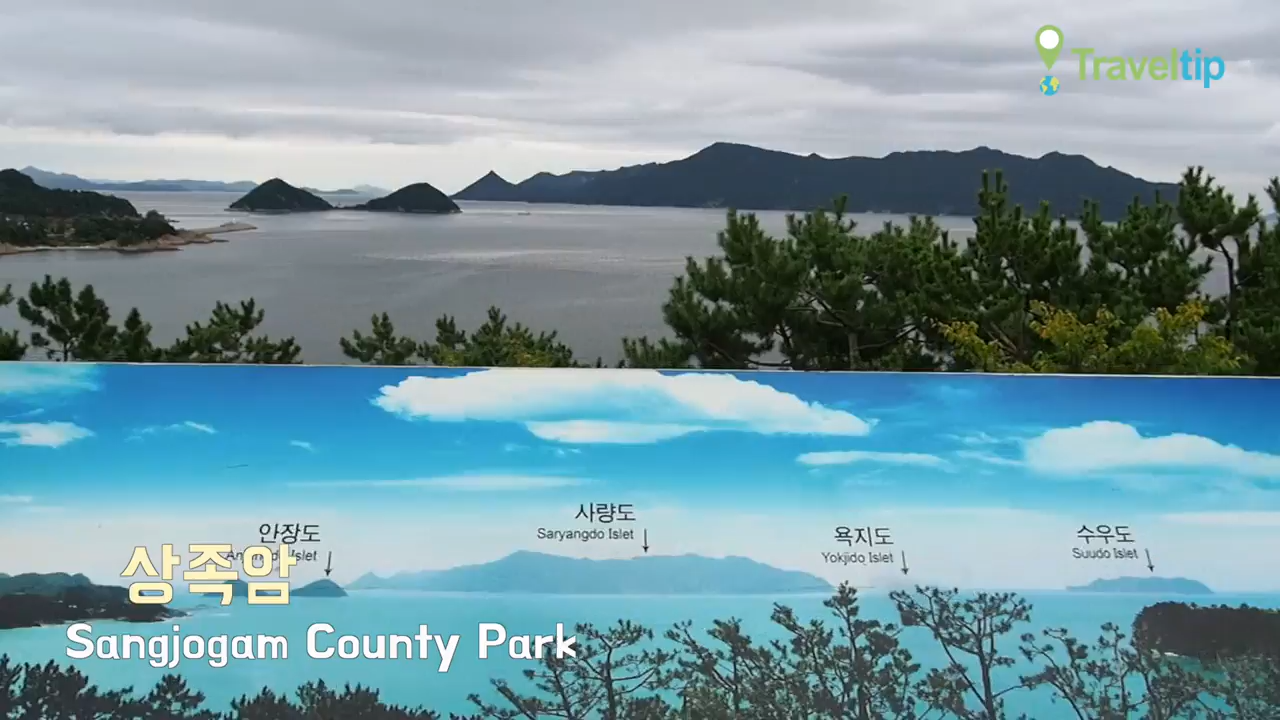 Traveltip
사량도
Saryangdo Islet
안장도
욕지도
Yokjido Islet
수우도
Suudo Islet
Islet
상족암
Sangjogam County Park